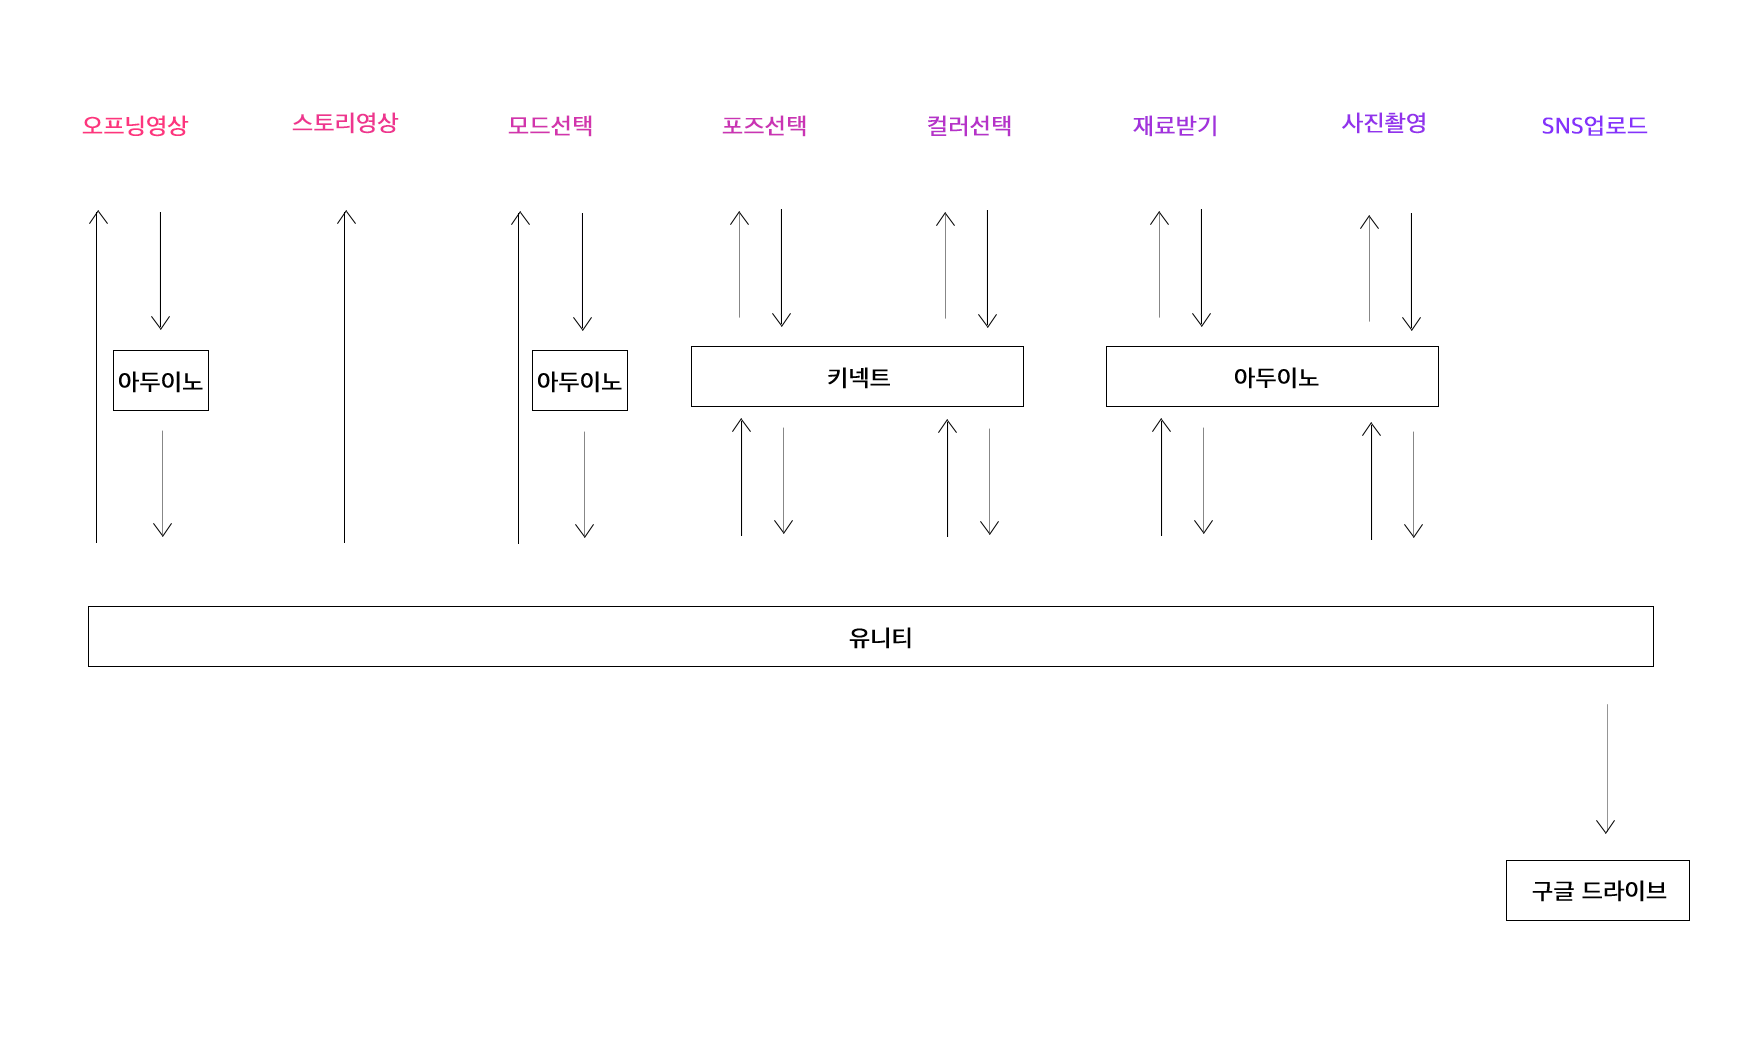 오프닝영상
스토리영상
모드선택
포즈선택
컬러선택
재료받기
사진촬영
SNS업로드
아두이노
아두이노
키넥트
아두이노
유니티
구글 드라이브